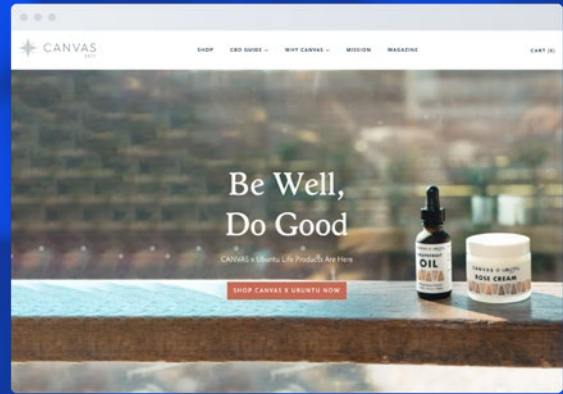 CANVAS
SHOP CBD GUIDE WHY CANVAS MISSION MAGAZINE CART (0)
Be Well,
Do Good
CANVAS x Ubuntu Life Products Are Here
SHOP CANVAS X UBUNTU NOW
OIL
CANVAS
ROSE CREAM